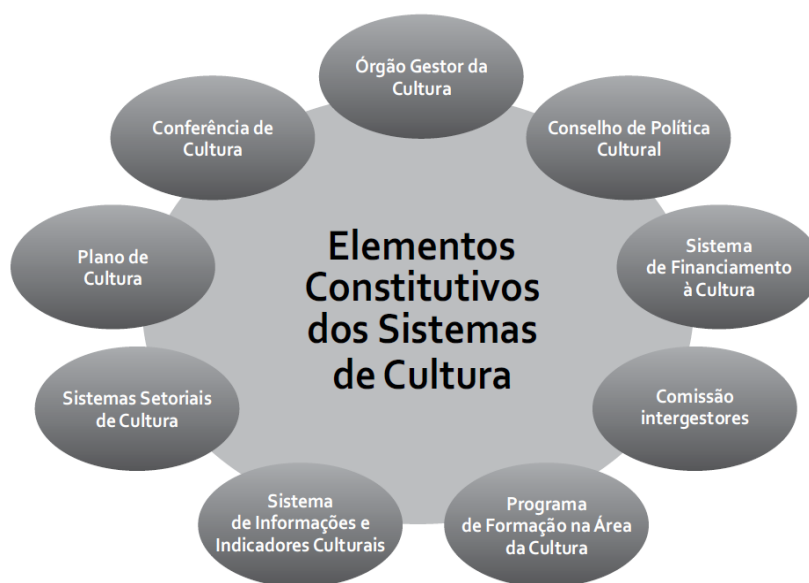 Órgão Gestor da
Cultura
Conferência de
Cultura
Conselho de Política
Cultural
Plano de
Cultura
Elementos
Constitutivos
dos Sistemas
de Cultura
Sistema
de Financiamento
à Cultura
Sistemas Setoriais
de Cultura
Comissão
intergestores
Sistema
de Informações e
Indicadores Culturais
Programa
de Formação na Área
da Cultura